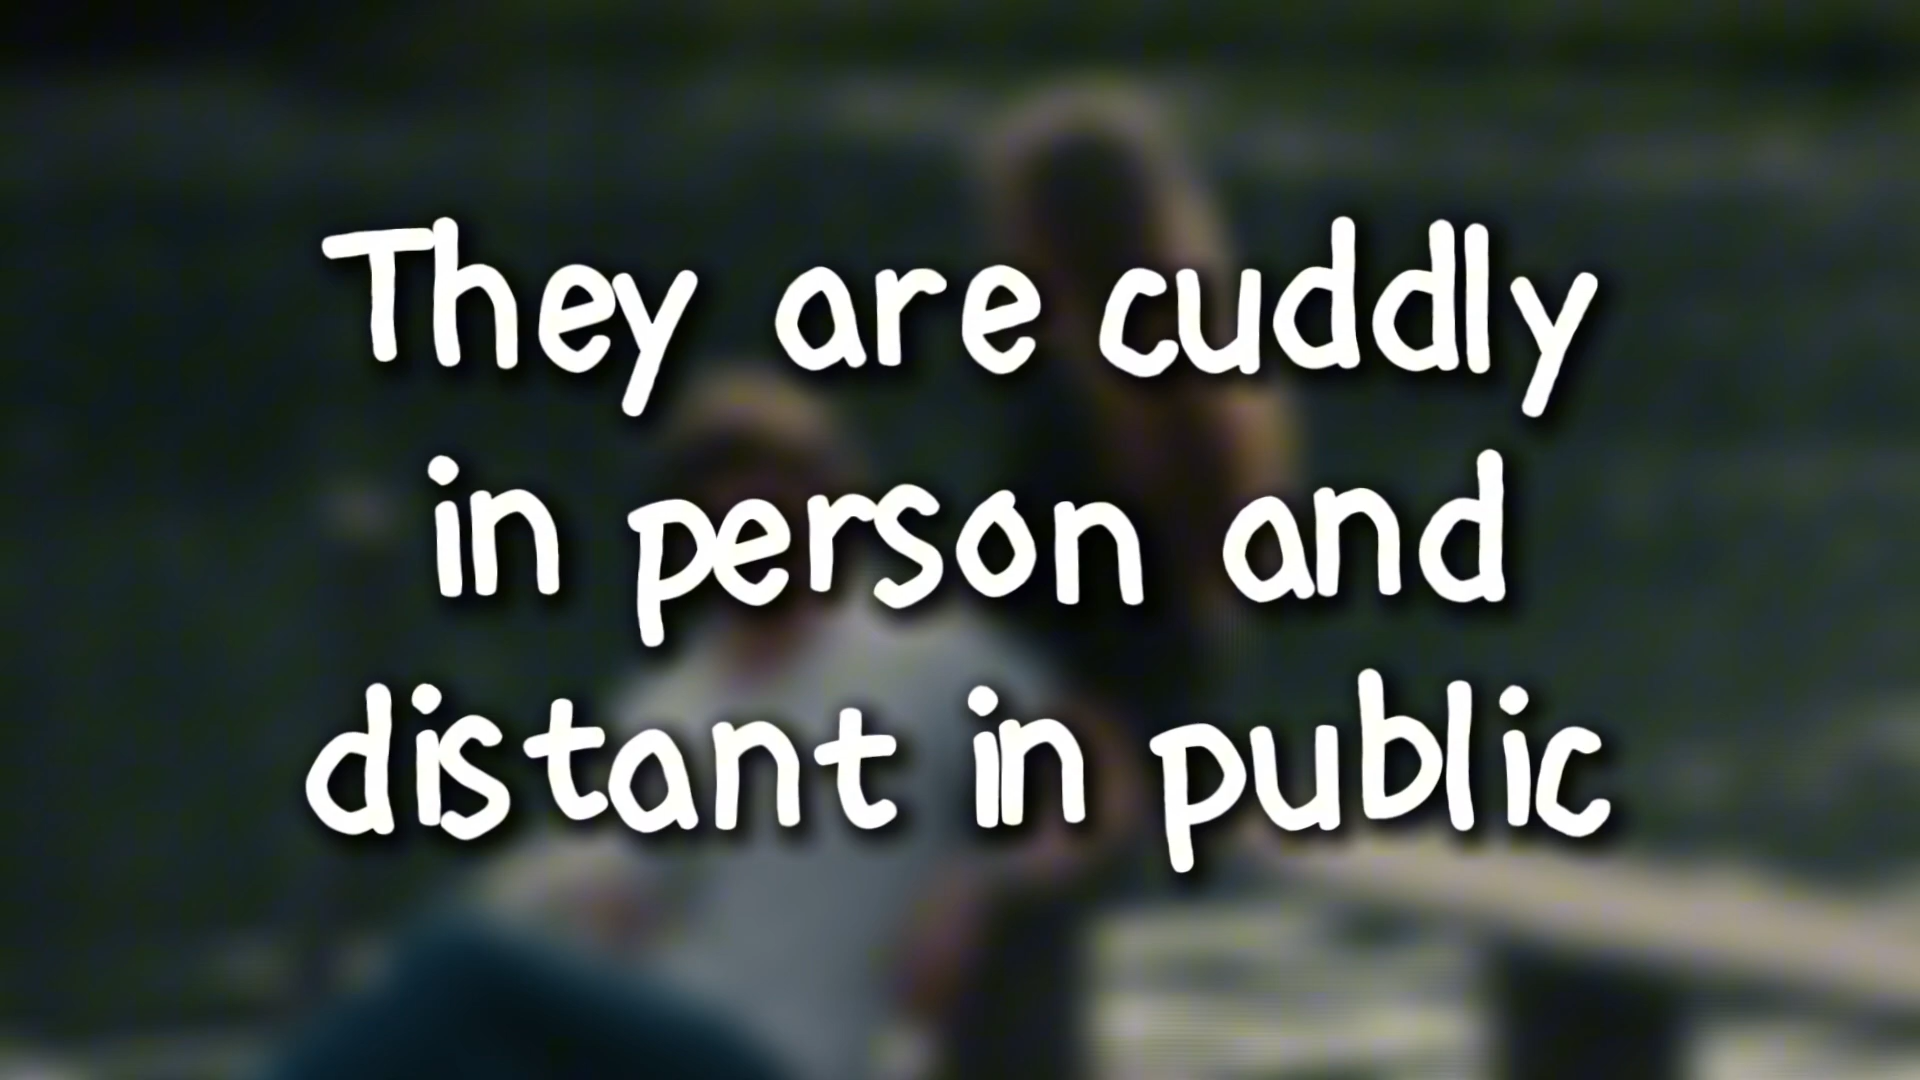 They are cuddly
in person and
distant in public